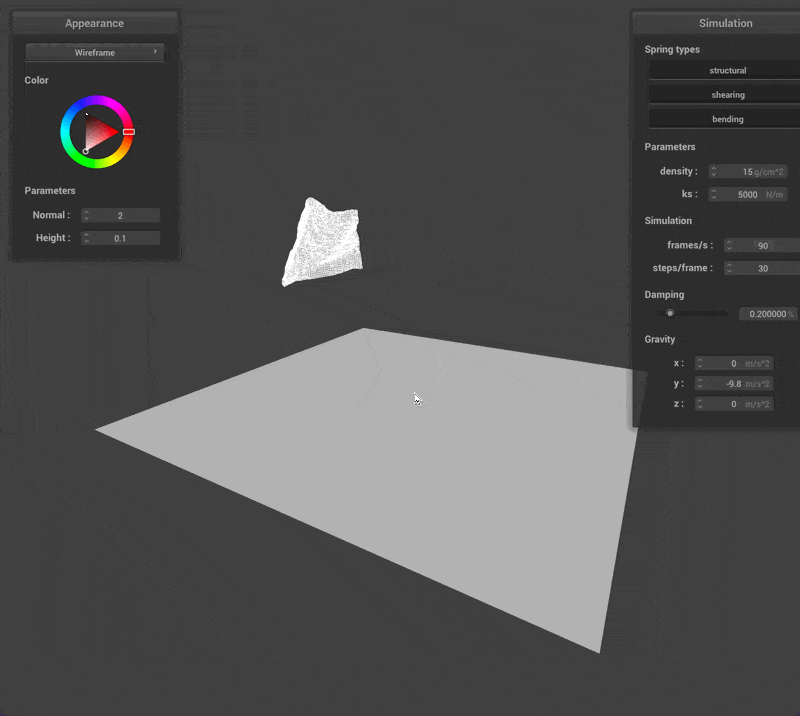 Appearance
Wireframe
Color
Parameters
Normal : 2
Height : 0.1
Simulation
Spring types
structural
shearing
bending
Parameters
density : 15 g/cm^2
ks : 5000 N/m
Simulation
frames/s : 90
steps/frame : 30
Damping
0.200000 %
Gravity
x : 0 m/s^2
y : -9.8 m/s^2
z : 0 m/s^2